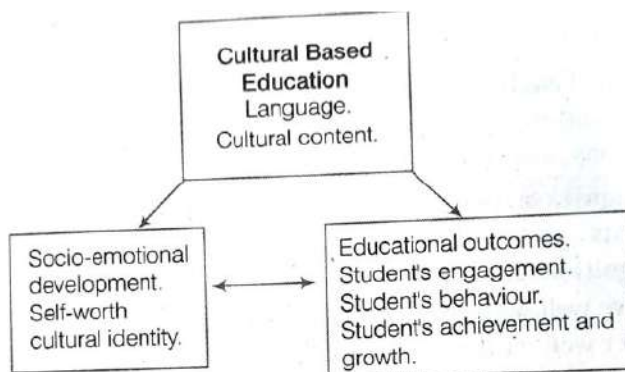 Cultural Based
Education
Language.
Cultural content.
Socio-emotional
development.
Self-worth
cultural identity.
Educational outcomes.
Student's engagement.
Student's behaviour.
Student's achievement and
growth.